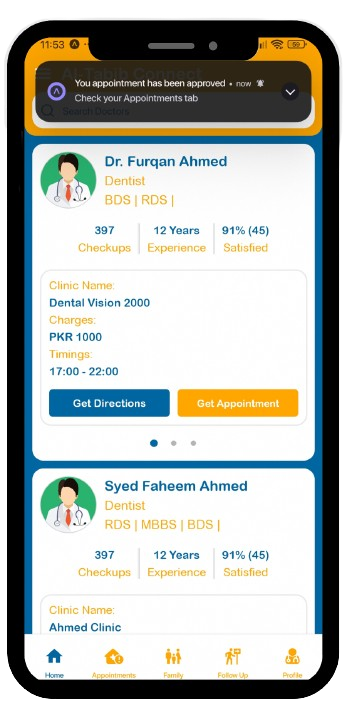 11:53
59
You appointment has been approved • now
Check your Appointments tab
Search Doctors
Dr. Furqan Ahmed
Dentist
BDS | RDS |
397
12 Years
91% (45)
Checkups
Experience
Satisfied
Clinic Name:
Dental Vision 2000
Charges:
PKR 1000
Timings:
17:00 - 22:00
Get Directions
Get Appointment
Syed Faheem Ahmed
Dentist
RDS | MBBS | BDS |
397
12 Years
91% (45)
Checkups
Experience
Satisfied
Clinic Name:
Ahmed Clinic
Home
Appointments
Family
Follow Up
Profile